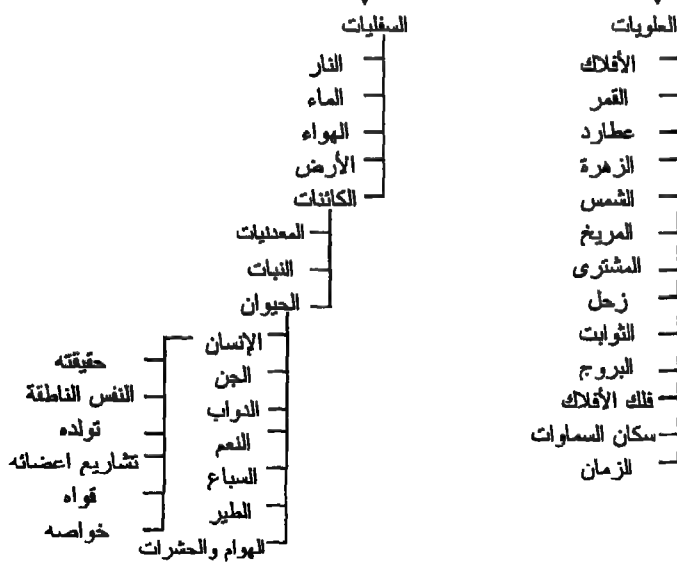 العلويات
الأفلاك
القمر
عطارد
الزهرة
الشمس
المريخ
المشترى
زحل
الثوابت
البروج
فلك الأفلاك
سكان السماوات
الزمان
السفليات
النار
الماء
الهواء
الأرض
الكائنات
المعدنيات
النبات
الحيوان
الإنسان
الجن
الدواب
النعم
السباع
الطير
الهوام والحشرات
حقيقته
النفس الناطقة
تولده
تشاريع اعضائه
قواه
خواصه